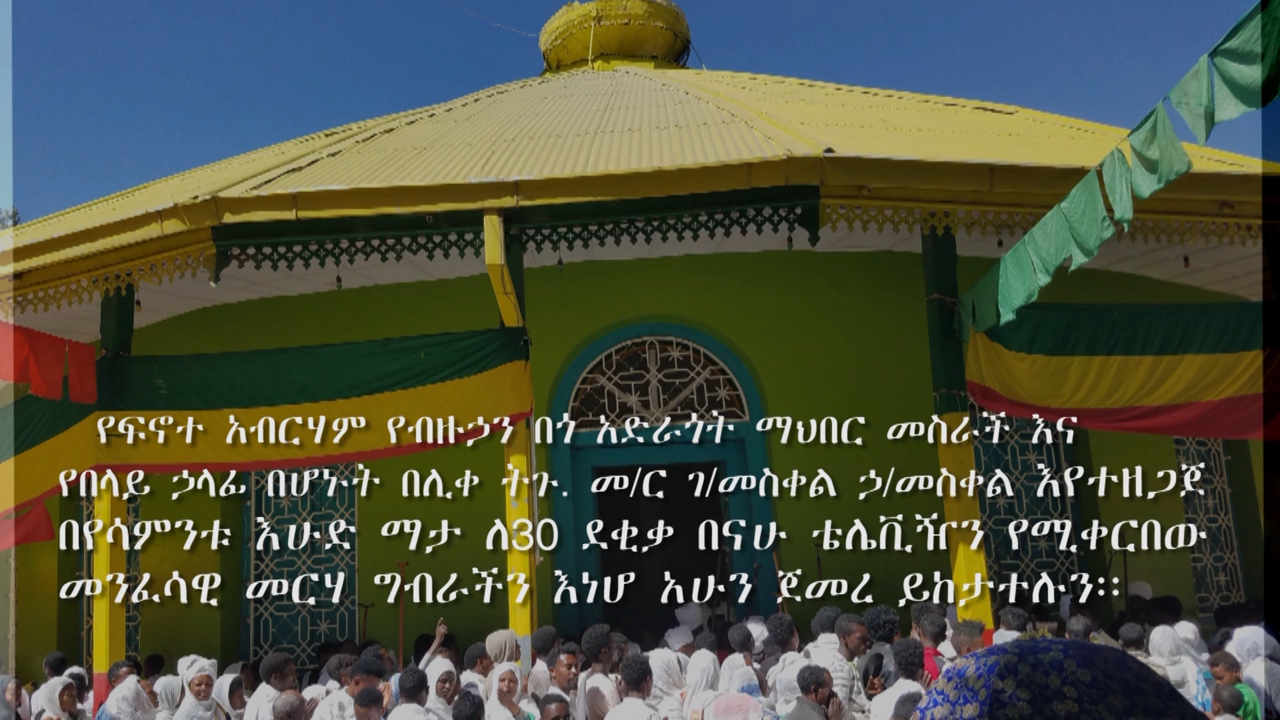 የፍኖተ አብርሃም የብዙኃን በጎ አድራጎት ማህበር መስራች እና
የበላይ ኃላፊ በሆኑት በሊቀ ትጉ. መ/ር ገ/መስቀል ኃ/መስቀል እየተዘጋጀ
በየሳምንቱ እሁድ ማታ ለ30 ደቂቃ በናሁ ቴሌቪዥን የሚቀርበው
መንፈሳዊ መርሃ ግብራችን እነሆ አሁን ጀመረ ይከታተሉን፡፡